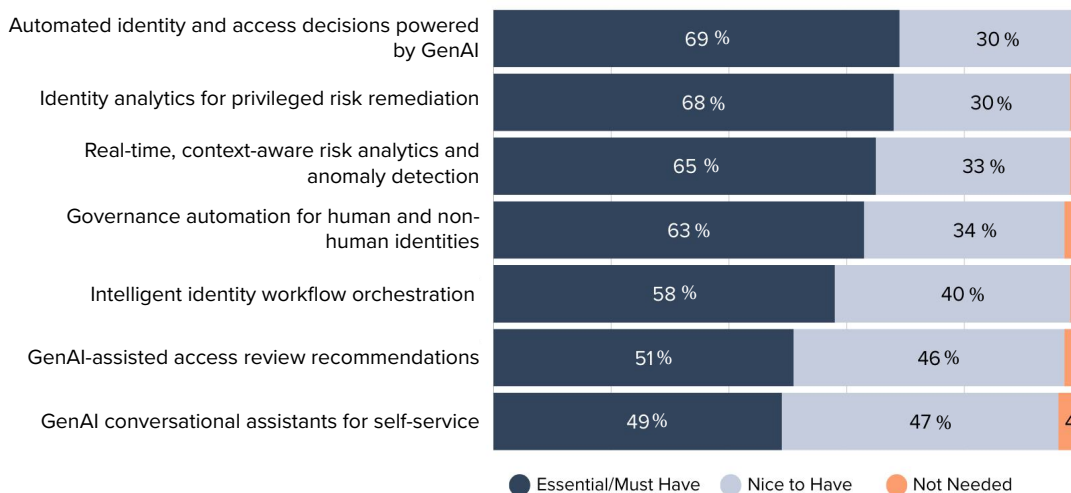 Automated identity and access decisions powered
by GenAI
69 %
30 %
Identity analytics for privileged risk remediation
68 %
30 %
Real-time, context-aware risk analytics and
anomaly detection
65 %
33 %
Governance automation for human and non-
human identities
63 %
34 %
Intelligent identity workflow orchestration
58 %
40 %
GenAI-assisted access review recommendations
51 %
46 %
GenAI conversational assistants for self-service
49 %
47 %
Essential/Must Have
Nice to Have
Not Needed